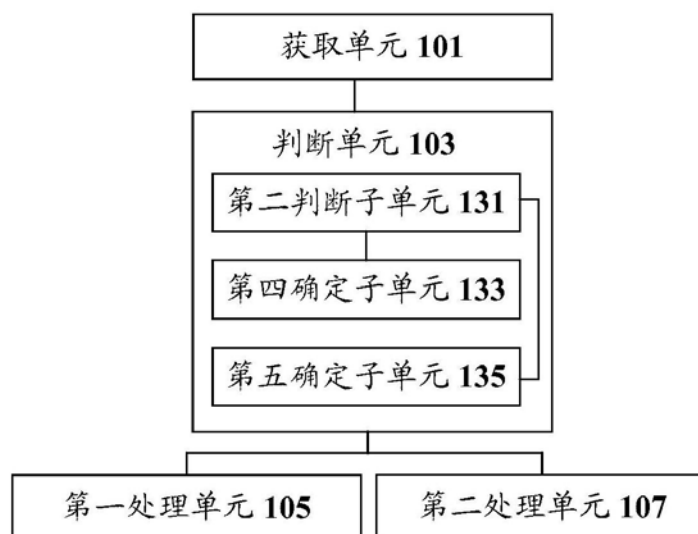 获取单元 101
判断单元 103
第二判断子单元 131
第四确定子单元 133
第五确定子单元 135
第一处理单元 105
第二处理单元 107